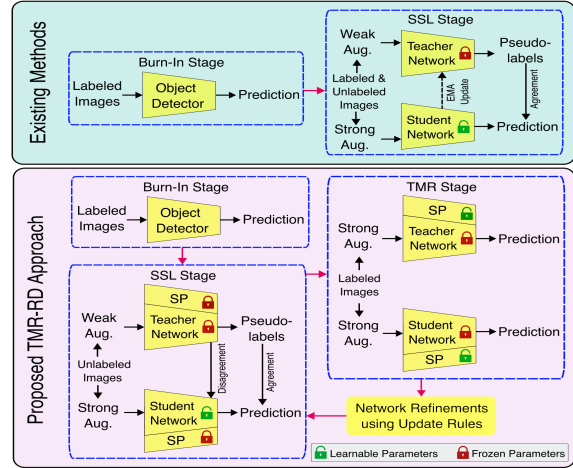 Existing Methods
Burn-In Stage
Labeled
Images
Object
Detector
Prediction
SSL Stage
Weak
Aug.
Teacher
Network
Pseudo-
labels
Labeled &
Unlabeled
Images
EMA
Update
Agreement
Strong
Aug.
Student
Network
Prediction
Proposed TMR-RD Approach
Burn-In Stage
Labeled
Images
Object
Detector
Prediction
SSL Stage
SP
Weak
Aug.
Teacher
Network
Pseudo-
labels
Unlabeled
Images
Disagreement
Agreement
Strong
Aug.
Student
Network
Prediction
SP
TMR Stage
SP
Strong
Aug.
Teacher
Network
Prediction
Labeled
Images
Strong
Aug.
Student
Network
Prediction
SP
Network Refinements
using Update Rules
Learnable Parameters
Frozen Parameters